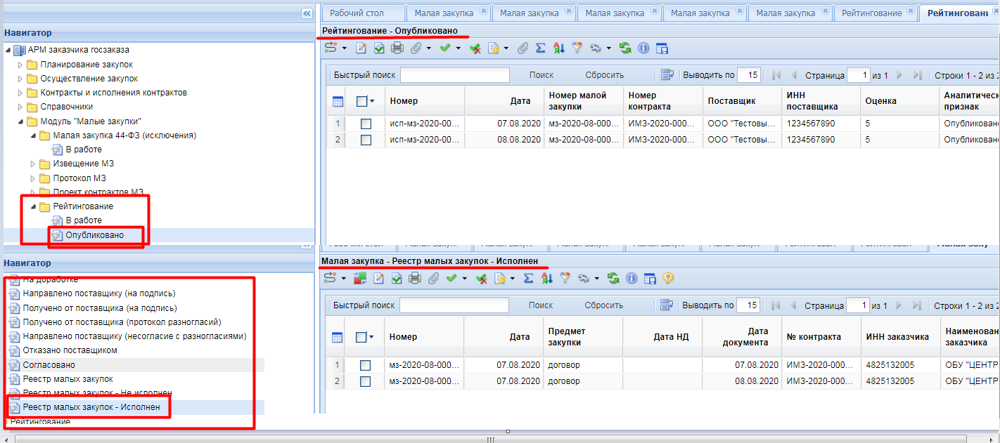 Рабочий стол
Малая закупка
Малая закупка
Малая закупка
Малая закупка
Малая закупка
Рейтингование
Рейтинговани
Навигатор
АРМ заказчика госзаказа
Планирование закупок
Осуществление закупок
Контракты и исполнения контрактов
Справочники
Модуль "Малые закупки"
Малая закупка 44-ФЗ (исключения)
В работе
Извещение МЗ
Протокол МЗ
Проект контрактов МЗ
Рейтингование
В работе
Опубликовано
Рейтингование - Опубликовано
Быстрый поиск Поиск Сбросить Выводить по 15 Страница 1 из 1 Строки 1 - 2 из
Номер Дата Номер малой закупки Номер контракта Поставщик ИНН поставщика Оценка Аналитическ признак
1 исп-мз-2020-00... 07.08.2020 мз-2020-08-000... ИМЗ-2020-000... ООО "Тестовы... 1234567890 5 Опубликован
2 исп-мз-2020-00... 08.08.2020 мз-2020-08-000... ИМЗ-2020-000... ООО "Тестовы... 1234567890 5 Опубликован
Навигатор
На доработке
Направлено поставщику (на подпись)
Получено от поставщика (на подпись)
Получено от поставщика (протокол разногласий)
Направлено поставщику (несогласие с разногласиями)
Отказано поставщиком
Согласовано
Реестр малых закупок
Реестр малых закупок - Не исполнен
Реестр малых закупок - Исполнен
Рейтингование
Малая закупка - Реестр малых закупок - Исполнен
Быстрый поиск Поиск Сбросить Выводить по 15 Страница 1 из 1 Строки 1 - 2 из 2
Номер Дата Предмет закупки Дата НД Дата документа № контракта ИНН заказчика Наименован заказчика
1 мз-2020-08-000... 07.08.2020 договор 07.08.2020 ИМЗ-2020-000... 4825132005 ОБУ "ЦЕНТР
2 мз-2020-08-000... 07.08.2020 договор 08.08.2020 ИМЗ-2020-000... 4825132005 ОБУ "ЦЕНТР